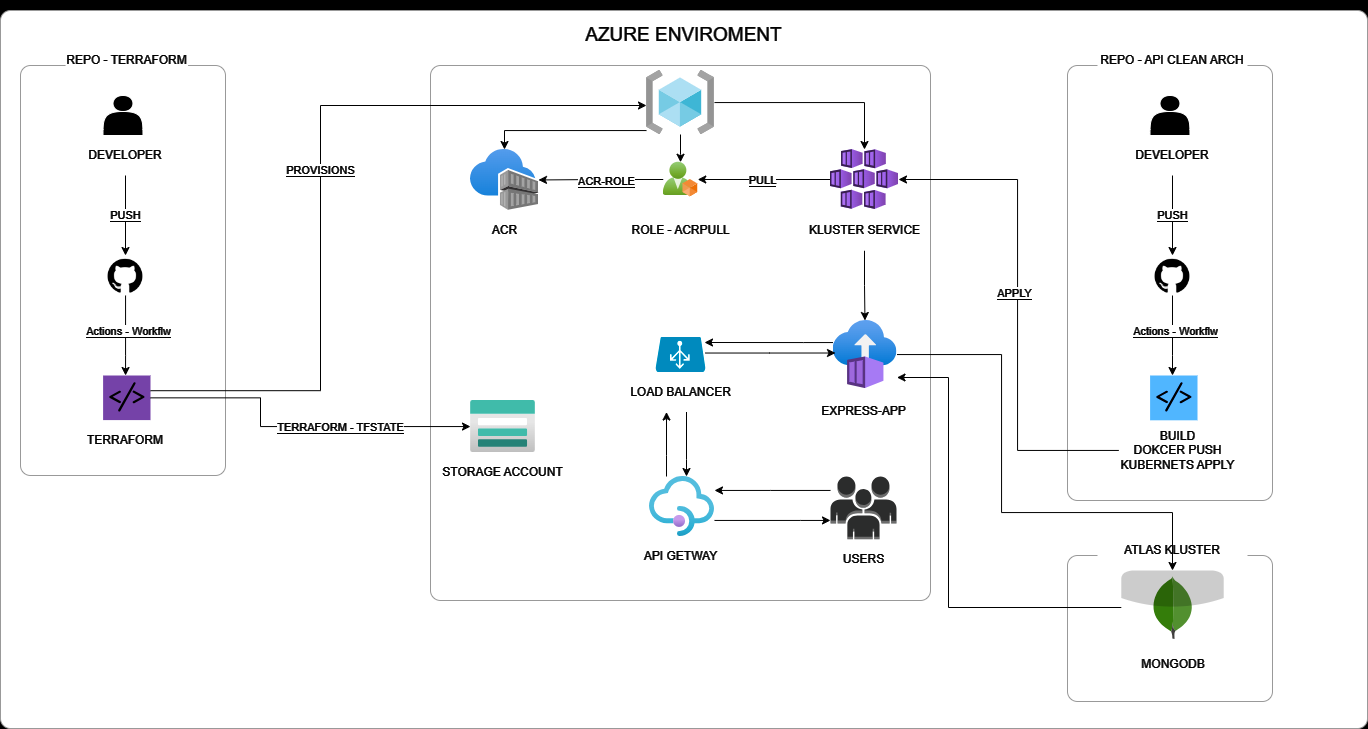 AZURE ENVIROMENT
REPO - TERRAFORM
DEVELOPER
PUSH
Actions - Workflw
</>
TERRAFORM
PROVISIONS
TERRAFORM - TFSTATE
ACR
ACR-ROLE
ROLE - ACRPULL
PULL
KLUSTER SERVICE
LOAD BALANCER
EXPRESS-APP
STORAGE ACCOUNT
API GETWAY
USERS
APPLY
REPO - API CLEAN ARCH
DEVELOPER
PUSH
Actions - Workflw
</>
BUILD
DOKCER PUSH
KUBERNETS APPLY
ATLAS KLUSTER
MONGODB